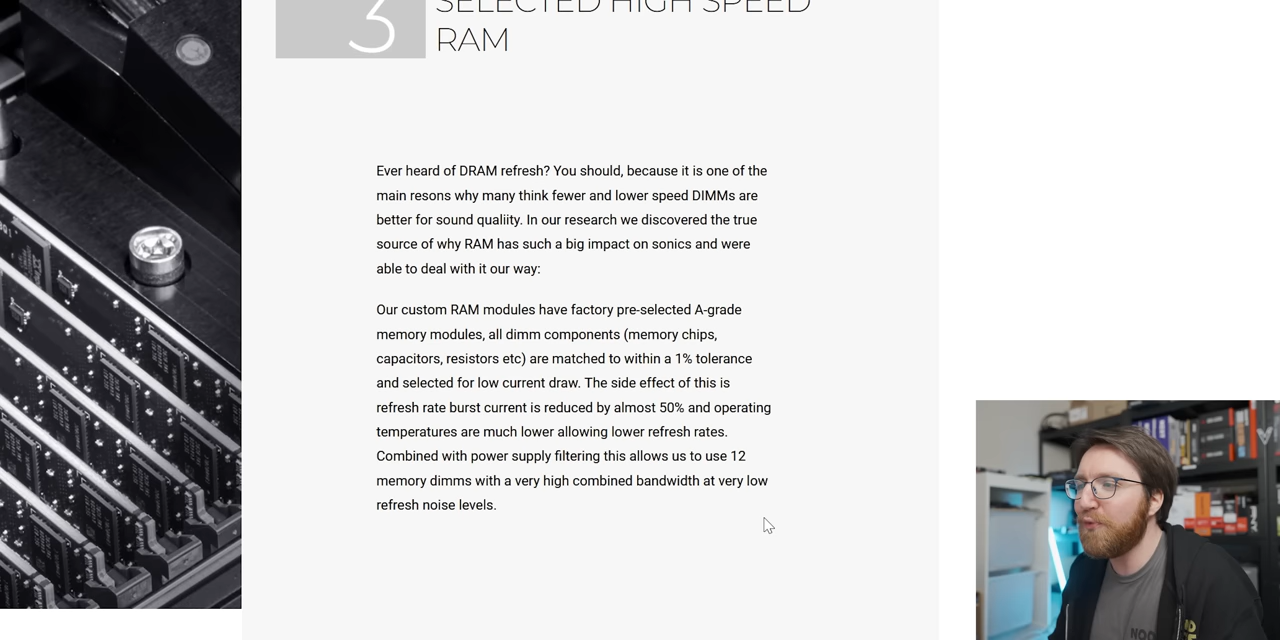 3
SELECTED HIGH SPEED
RAM
Ever heard of DRAM refresh? You should, because it is one of the
main resons why many think fewer and lower speed DIMMs are
better for sound qualiity. In our research we discovered the true
source of why RAM has such a big impact on sonics and were
able to deal with it our way:
Our custom RAM modules have factory pre-selected A-grade
memory modules, all dimm components (memory chips,
capacitors, resistors etc) are matched to within a 1% tolerance
and selected for low current draw. The side effect of this is
refresh rate burst current is reduced by almost 50% and operating
temperatures are much lower allowing lower refresh rates.
Combined with power supply filtering this allows us to use 12
memory dimms with a very high combined bandwidth at very low
refresh noise levels.